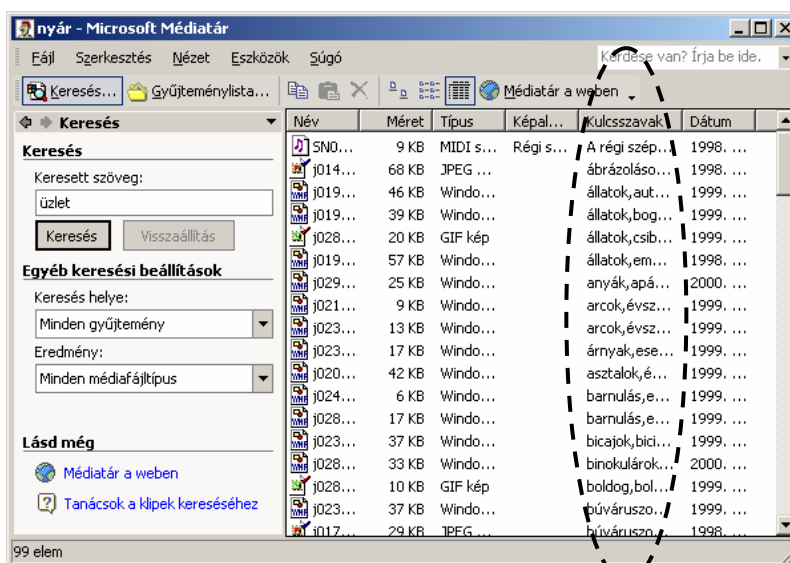 nyár - Microsoft Médiatár
Fájl Szerkesztés Nézet Eszközök Súgó Kérdése van? Írja be ide.
Keresés... Gyűjteménylista... Médiatár a weben
Keresés
Keresés
Keresett szöveg:
üzlet
Keresés Visszaállítás
Egyéb keresési beállítások
Keresés helye:
Minden gyűjtemény
Eredmény:
Minden médiafájltípus
Lásd még
Médiatár a weben
Tanácsok a klipek kereséséhez
Név Méret Típus Képal... Kulcsszavak Dátum
SN0... 9 KB MIDI s... Régi s... A régi szép... 1998. ...
j014... 68 KB JPEG ... ábrázoláso... 1998. ...
j019... 46 KB Windo... állatok,aut... 1999. ...
j019... 39 KB Windo... állatok,bog... 1999. ...
j028... 20 KB GIF kép állatok,csib... 1999. ...
j019... 57 KB Windo... állatok,em... 1998. ...
j029... 25 KB Windo... anyák,apá... 2000. ...
j021... 9 KB Windo... arcok,évsz... 1999. ...
j023... 13 KB Windo... arcok,évsz... 1999. ...
j023... 17 KB Windo... árnyak,ese... 1999. ...
j020... 42 KB Windo... asztalok,é... 1999. ...
j024... 6 KB Windo... barnulás,e... 1999. ...
j028... 17 KB Windo... barnulás,e... 1999. ...
j023... 37 KB Windo... bicajok,bici... 1999. ...
j028... 33 KB Windo... binokulárok... 2000. ...
j028... 10 KB GIF kép boldog,bol... 1999. ...
j023... 37 KB Windo... búváruszo... 1999. ...
j017... 29 KB JPEG ... búváruszo... 1998. ...
99 elem